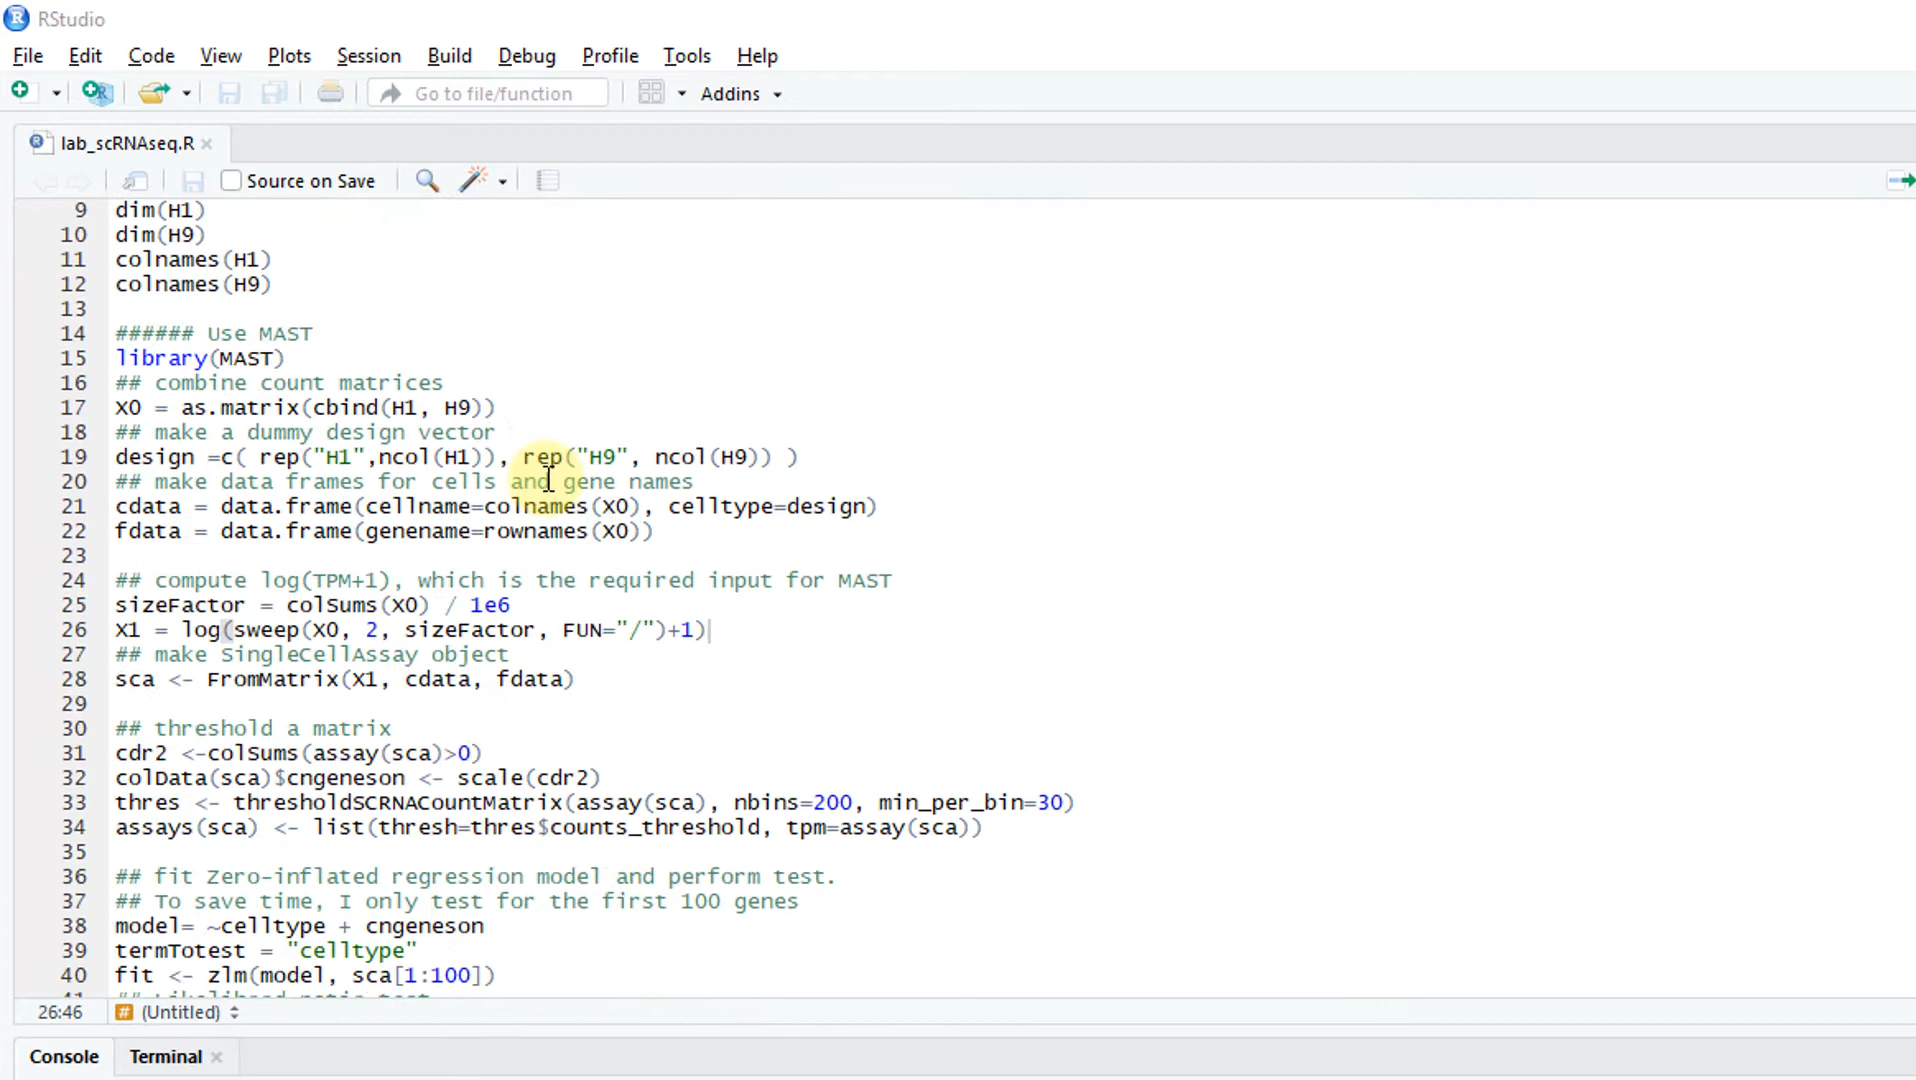 RStudio
File Edit Code View Plots Session Build Debug Profile Tools Help
Go to file/function Addins
lab_scRNAseq.R
Source on Save
9 dim(H1)
10 dim(H9)
11 colnames(H1)
12 colnames(H9)
13
14 ###### Use MAST
15 library(MAST)
16 ## combine count matrices
17 X0 = as.matrix(cbind(H1, H9))
18 ## make a dummy design vector
19 design =c( rep("H1",ncol(H1)), rep("H9", ncol(H9)) )
20 ## make data frames for cells and gene names
21 cdata = data.frame(cellname=colnames(X0), celltype=design)
22 fdata = data.frame(genename=rownames(X0))
23
24 ## compute log(TPM+1), which is the required input for MAST
25 sizeFactor = colSums(X0) / 1e6
26 X1 = log(sweep(X0, 2, sizeFactor, FUN="/")+1)
27 ## make SingleCellAssay object
28 sca <- FromMatrix(X1, cdata, fdata)
29
30 ## threshold a matrix
31 cdr2 <-colSums(assay(sca)>0)
32 colData(sca)$cngeneson <- scale(cdr2)
33 thres <- thresholdSCRNACountMatrix(assay(sca), nbins=200, min_per_bin=30)
34 assays(sca) <- list(thresh=thres$counts_threshold, tpm=assay(sca))
35
36 ## fit Zero-inflated regression model and perform test.
37 ## To save time, I only test for the first 100 genes
38 model= ~celltype + cngeneson
39 termTotest = "celltype"
40 fit <- zlm(model, sca[1:100])
26:46 # (Untitled)
Console Terminal